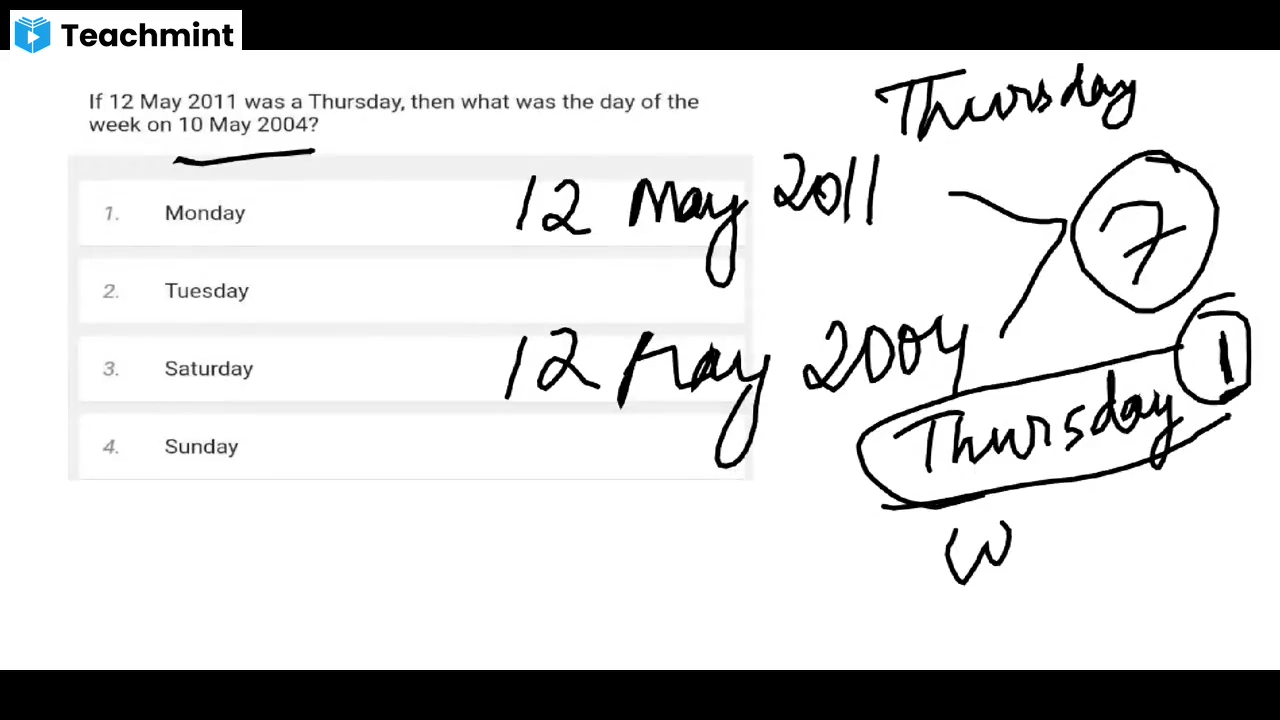 Teachmint
If 12 May 2011 was a Thursday, then what was the day of the
week on 10 May 2004?
Thursday
1. Monday
12 May 2011
7
2. Tuesday
12 May 2004
1
3. Saturday
Thursday
4. Sunday
W